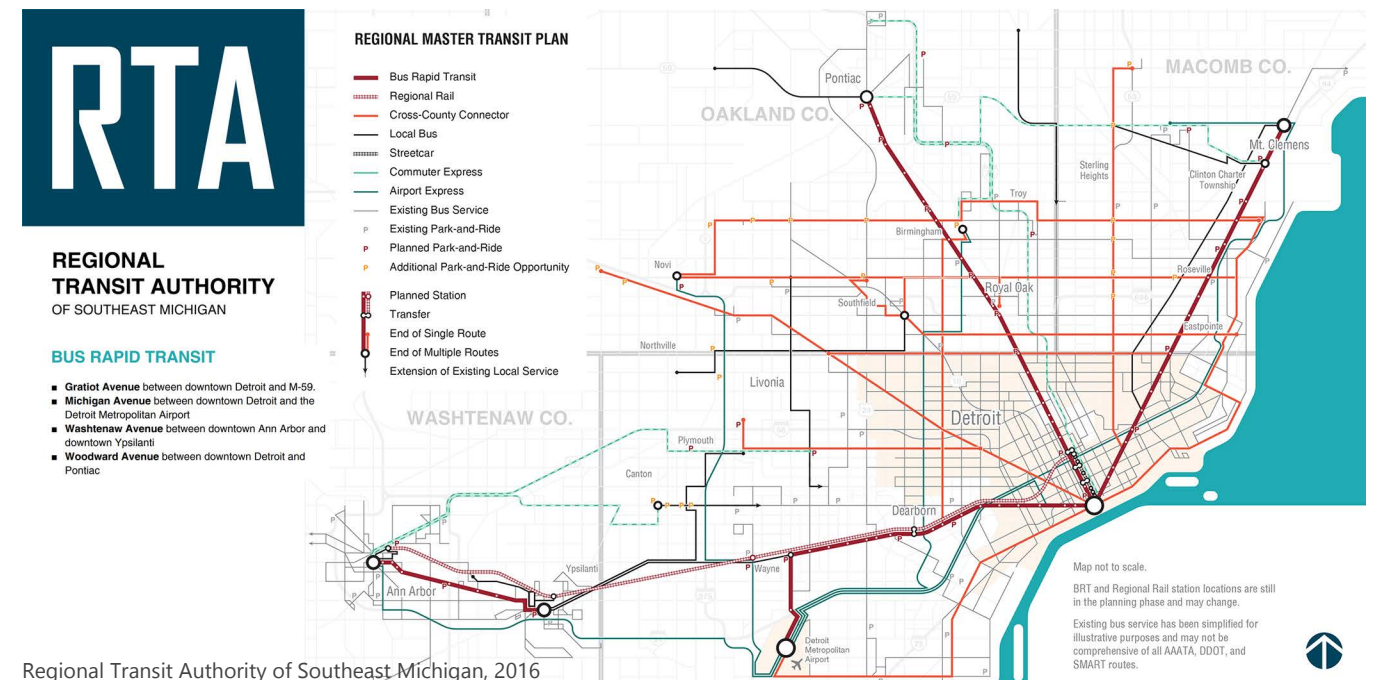 RTA
REGIONAL
TRANSIT AUTHORITY
OF SOUTHEAST MICHIGAN
BUS RAPID TRANSIT
■ Gratiot Avenue between downtown Detroit and M-59.
■ Michigan Avenue between downtown Detroit and the
Detroit Metropolitan Airport
■ Washtenaw Avenue between downtown Ann Arbor and
downtown Ypsilanti
■ Woodward Avenue between downtown Detroit and
Pontiac
REGIONAL MASTER TRANSIT PLAN
Bus Rapid Transit
Regional Rail
Cross-County Connector
Local Bus
Streetcar
Commuter Express
Airport Express
Existing Bus Service
P Existing Park-and-Ride
P Planned Park-and-Ride
P Additional Park-and-Ride Opportunity
Planned Station
Transfer
End of Single Route
End of Multiple Routes
Extension of Existing Local Service
OAKLAND CO.
MACOMB CO.
WASHTENAW CO.
Pontiac
Mt. Clemens
Sterling
Heights
Clinton Charter
Township
Troy
Birmingham
Novi
Roseville
Royal Oak
Southfield
Eastpointe
Northville
Livonia
Detroit
Plymouth
Canton
Dearborn
Wayne
Ypsilanti
Ann Arbor
Detroit
Metropolitan
Airport
Map not to scale.
BRT and Regional Rail station locations are still
in the planning phase and may change.
Existing bus service has been simplified for
illustrative purposes and may not be
comprehensive of all AAATA, DDOT, and
SMART routes.
Regional Transit Authority of Southeast Michigan, 2016